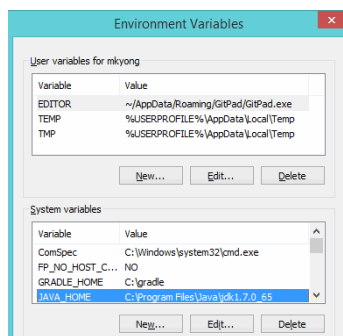 Environment Variables
x
User variables for mkyong
Variable Value
EDITOR ~/AppData/Roaming/GitPad/GitPad.exe
TEMP %USERPROFILE%\AppData\Local\Temp
TMP %USERPROFILE%\AppData\Local\Temp
New... Edit... Delete
System variables
Variable Value
ComSpec C:\Windows\system32\cmd.exe
FP_NO_HOST_C... NO
GRADLE_HOME C:\gradle
JAVA_HOME C:\Program Files\Java\jdk1.7.0_65
New... Edit... Delete